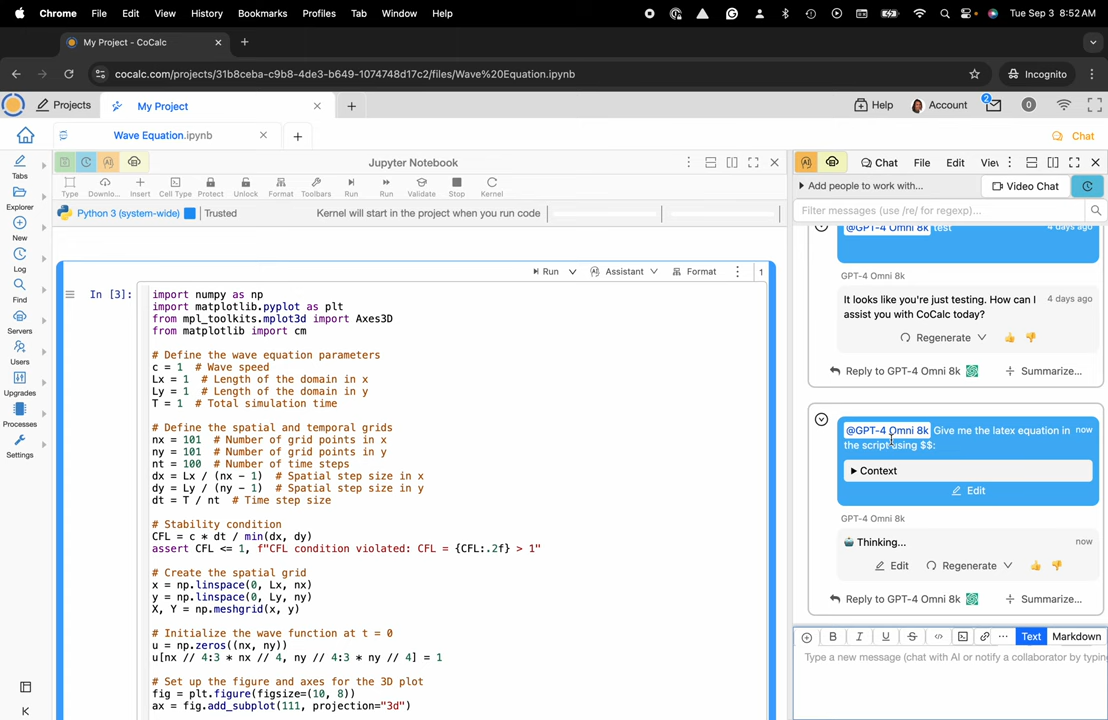 Chrome File Edit View History Bookmarks Profiles Tab Window Help Tue Sep 3 8:52 AM
My Project - CoCalc
cocalc.com/projects/31b8ceba-c9b8-4de3-b649-1074748d17c2/files/Wave%20Equation.ipynb Incognito
Projects My Project Help Account 2 0
Wave Equation.ipynb Chat
Tabs
Explorer
New
Log
Find
Servers
Users
Upgrades
Processes
Settings
AI Jupyter Notebook
Type Downlo... Insert Cell Type Protect Unlock Format Toolbars Run Run Validate Stop Kernel
Python 3 (system-wide) Trusted Kernel will start in the project when you run code
Run Assistant Format 1
In [3]:
import numpy as np
import matplotlib.pyplot as plt
from mpl_toolkits.mplot3d import Axes3D
from matplotlib import cm
# Define the wave equation parameters
c = 1 # Wave speed
Lx = 1 # Length of the domain in x
Ly = 1 # Length of the domain in y
T = 1 # Total simulation time
# Define the spatial and temporal grids
nx = 101 # Number of grid points in x
ny = 101 # Number of grid points in y
nt = 100 # Number of time steps
dx = Lx / (nx - 1) # Spatial step size in x
dy = Ly / (ny - 1) # Spatial step size in y
dt = T / nt # Time step size
# Stability condition
CFL = c * dt / min(dx, dy)
assert CFL <= 1, f"CFL condition violated: CFL = {CFL:.2f} > 1"
# Create the spatial grid
x = np.linspace(0, Lx, nx)
y = np.linspace(0, Ly, ny)
X, Y = np.meshgrid(x, y)
# Initialize the wave function at t = 0
u = np.zeros((nx, ny))
u[nx // 4:3 * nx // 4, ny // 4:3 * ny // 4] = 1
# Set up the figure and axes for the 3D plot
fig = plt.figure(figsize=(10, 8))
ax = fig.add_subplot(111, projection="3d")
AI Chat File Edit Viev
Add people to work with... Video Chat
Filter messages (use /re/ for regexp)...
@GPT-4 Omni 8k test 4 days ago
GPT-4 Omni 8k
It looks like you're just testing. How can I 4 days ago
assist you with CoCalc today?
Regenerate
Reply to GPT-4 Omni 8k Summarize...
@GPT-4 Omni 8k Give me the latex equation in now
the script using $$:
Context
Edit
GPT-4 Omni 8k
Thinking... now
Edit Regenerate
Reply to GPT-4 Omni 8k Summarize...
B I U S Text Markdown
Type a new message (chat with AI or notify a collaborator by typin